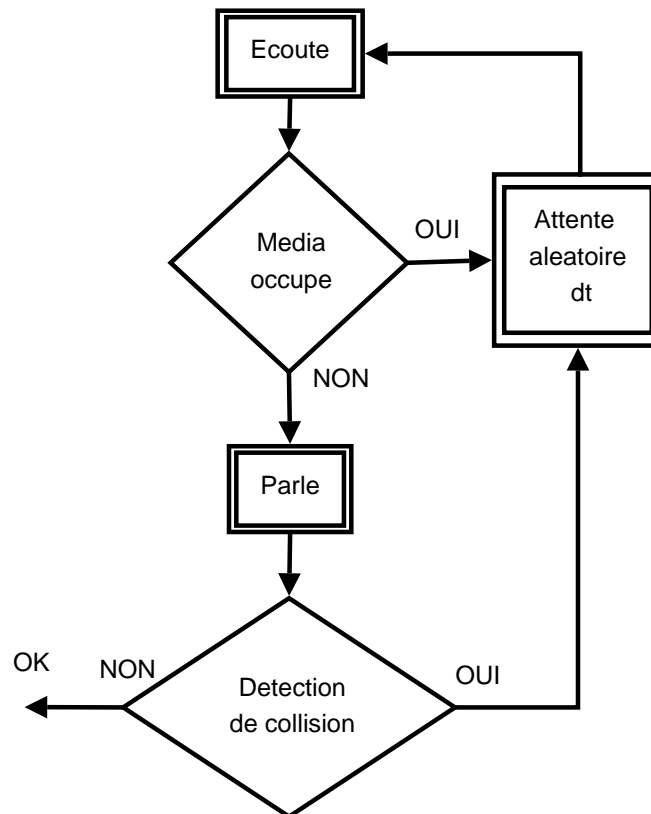 Ecoute
Media
occupe
OUI
Attente
aleatoire
dt
NON
Parle
OK
NON
Detection
de collision
OUI